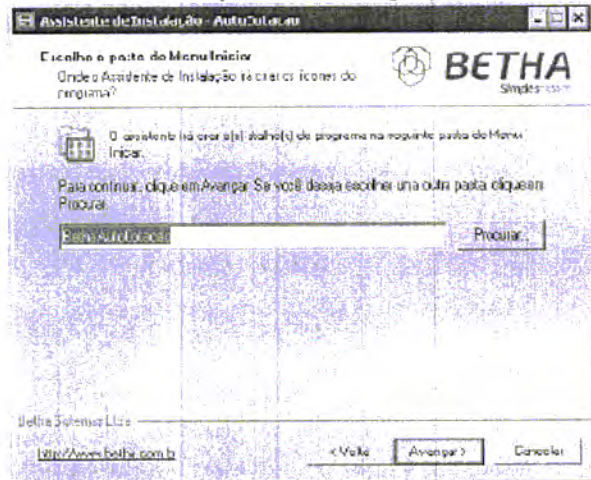 Assistente de Instalação - AutoCotacao
Escolha a pasta do Menu Iniciar
Onde o Assistente de Instalação irá criar os ícones do
programa?
BETHA
Simples
O assistente irá criar o(s) atalho(s) do programa na seguinte pasta do Menu
Iniciar.
Para continuar, clique em Avançar. Se você deseja escolher uma outra pasta, clique em
Procurar.
Betha AutoCotacao
Procurar...
Betha Sistemas Ltda
http://www.betha.com.b
< Volta
Avançar >
Cancelar